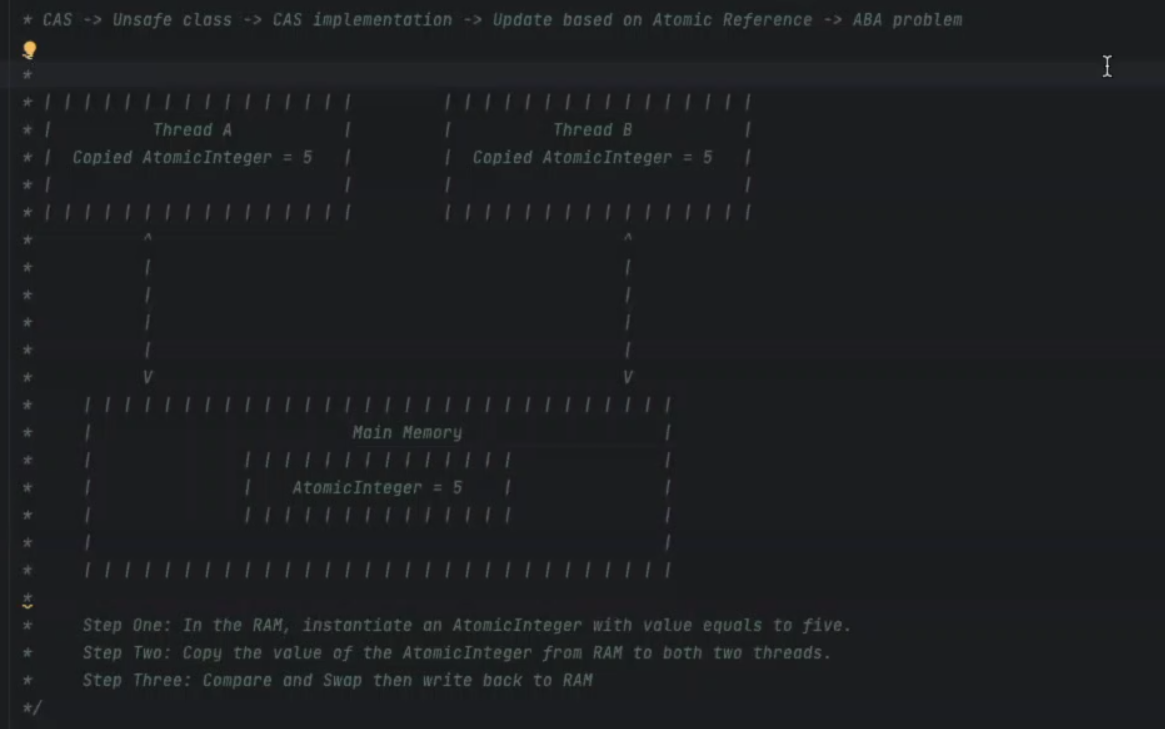 * CAS -> Unsafe class -> CAS implementation -> Update based on Atomic Reference -> ABA problem
*
* | | | | | | | | | | | | | | | |         | | | | | | | | | | | | | | | |
* |          Thread A           |         |          Thread B           |
* |  Copied AtomicInteger = 5   |         |  Copied AtomicInteger = 5   |
* |                             |         |                             |
* | | | | | | | | | | | | | | | |         | | | | | | | | | | | | | | | |
*           ^                                               ^
*           |                                               |
*           |                                               |
*           |                                               |
*           |                                               |
*           V                                               V
*     | | | | | | | | | | | | | | | | | | | | | | | | | | | | | |
*     |                          Main Memory                    |
*     |               | | | | | | | | | | | | | |               |
*     |               |    AtomicInteger = 5    |               |
*     |               | | | | | | | | | | | | | |               |
*     |                                                         |
*     | | | | | | | | | | | | | | | | | | | | | | | | | | | | | |
*
*     Step One: In the RAM, instantiate an AtomicInteger with value equals to five.
*     Step Two: Copy the value of the AtomicInteger from RAM to both two threads.
*     Step Three: Compare and Swap then write back to RAM
*/